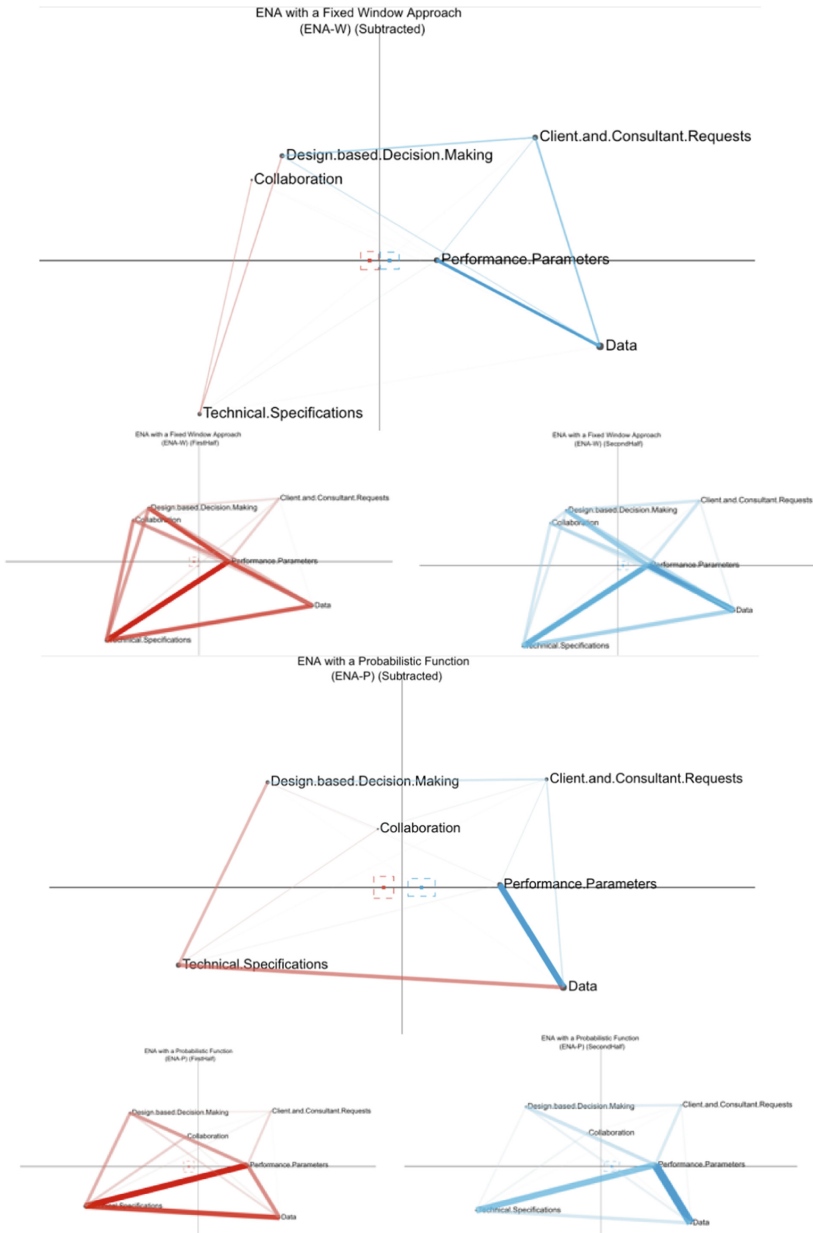 ENA with a Fixed Window Approach
(ENA-W) (Subtracted)
Client.and.Consultant.Requests
Design.based.Decision.Making
Collaboration
Performance.Parameters
Data
Technical.Specifications
ENA with a Fixed Window Approach
(ENA-W) (FirstHalf)
Client.and.Consultant.Requests
Design.based.Decision.Making
Collaboration
Performance.Parameters
Data
Technical.Specifications
ENA with a Fixed Window Approach
(ENA-W) (SecondHalf)
Client.and.Consultant.Requests
Design.based.Decision.Making
Collaboration
Performance.Parameters
Data
Technical.Specifications
ENA with a Probabilistic Function
(ENA-P) (Subtracted)
Design.based.Decision.Making
Client.and.Consultant.Requests
Collaboration
Performance.Parameters
Technical.Specifications
Data
ENA with a Probabilistic Function
(ENA-P) (FirstHalf)
Design.based.Decision.Making
Client.and.Consultant.Requests
Collaboration
Performance.Parameters
Technical.Specifications
Data
ENA with a Probabilistic Function
(ENA-P) (SecondHalf)
Design.based.Decision.Making
Client.and.Consultant.Requests
Collaboration
Performance.Parameters
Technical.Specifications
Data